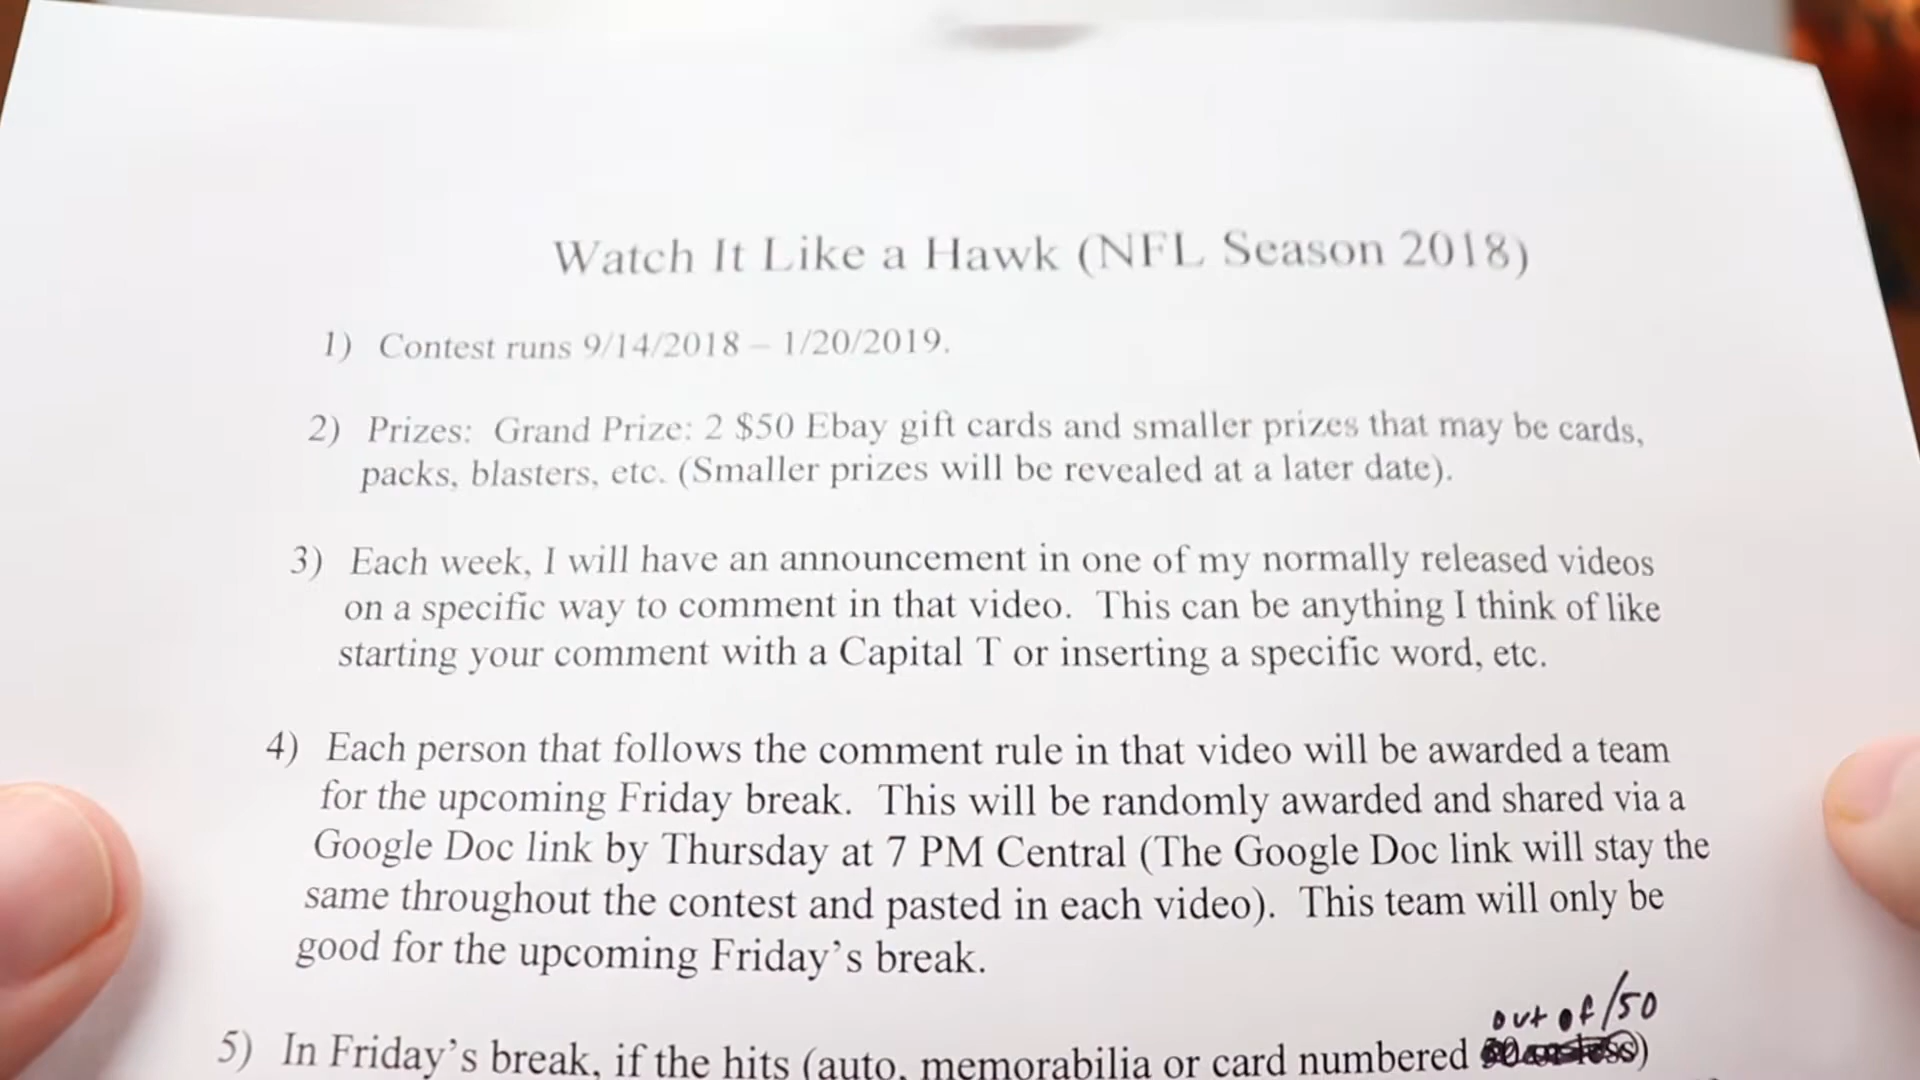 Watch It Like a Hawk (NFL Season 2018)
1) Contest runs 9/14/2018 – 1/20/2019.
2) Prizes: Grand Prize: 2 $50 Ebay gift cards and smaller prizes that may be cards,
packs, blasters, etc. (Smaller prizes will be revealed at a later date).
3) Each week, I will have an announcement in one of my normally released videos
on a specific way to comment in that video. This can be anything I think of like
starting your comment with a Capital T or inserting a specific word, etc.
4) Each person that follows the comment rule in that video will be awarded a team
for the upcoming Friday break. This will be randomly awarded and shared via a
Google Doc link by Thursday at 7 PM Central (The Google Doc link will stay the
same throughout the contest and pasted in each video). This team will only be
good for the upcoming Friday's break.
out of /50
5) In Friday's break, if the hits (auto, memorabilia or card numbered )